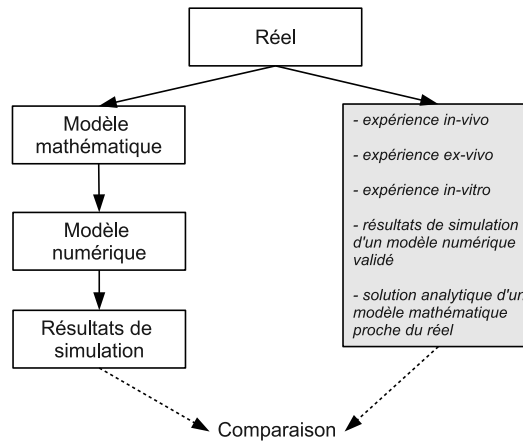 Réel
Modèle
mathématique
Modèle
numérique
Résultats de
simulation
- expérience in-vivo
- expérience ex-vivo
- expérience in-vitro
- résultats de simulation
d'un modèle numérique
validé
- solution analytique d'un
modèle mathématique
proche du réel
Comparaison